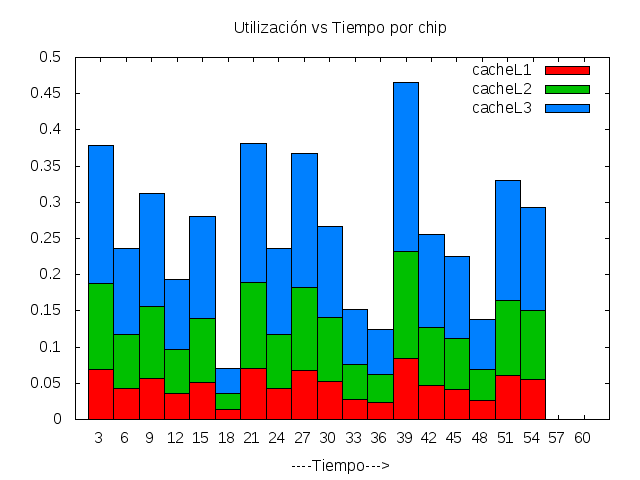 Utilización vs Tiempo por chip
0.5
0.45
0.4
0.35
0.3
0.25
0.2
0.15
0.1
0.05
0
cacheL1
cacheL2
cacheL3
3 6 9 12 15 18 21 24 27 30 33 36 39 42 45 48 51 54 57 60
----Tiempo--->